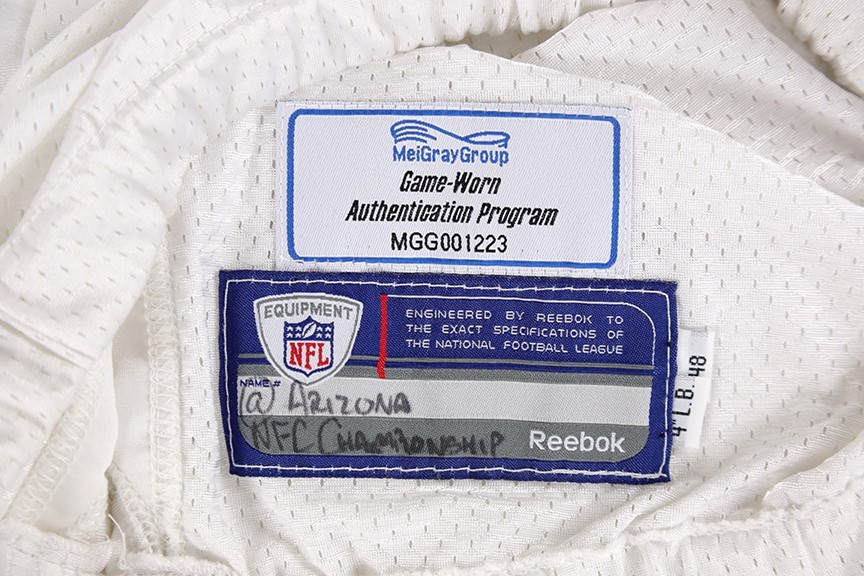 MeiGrayGroup
Game-Worn
Authentication Program
MGG001223
EQUIPMENT
NFL
ENGINEERED BY REEBOK TO
THE EXACT SPECIFICATIONS OF
THE NATIONAL FOOTBALL LEAGUE
NAME #
@ ARIZONA
NFC CHAMPIONSHIP
Reebok
4" L.B. 48